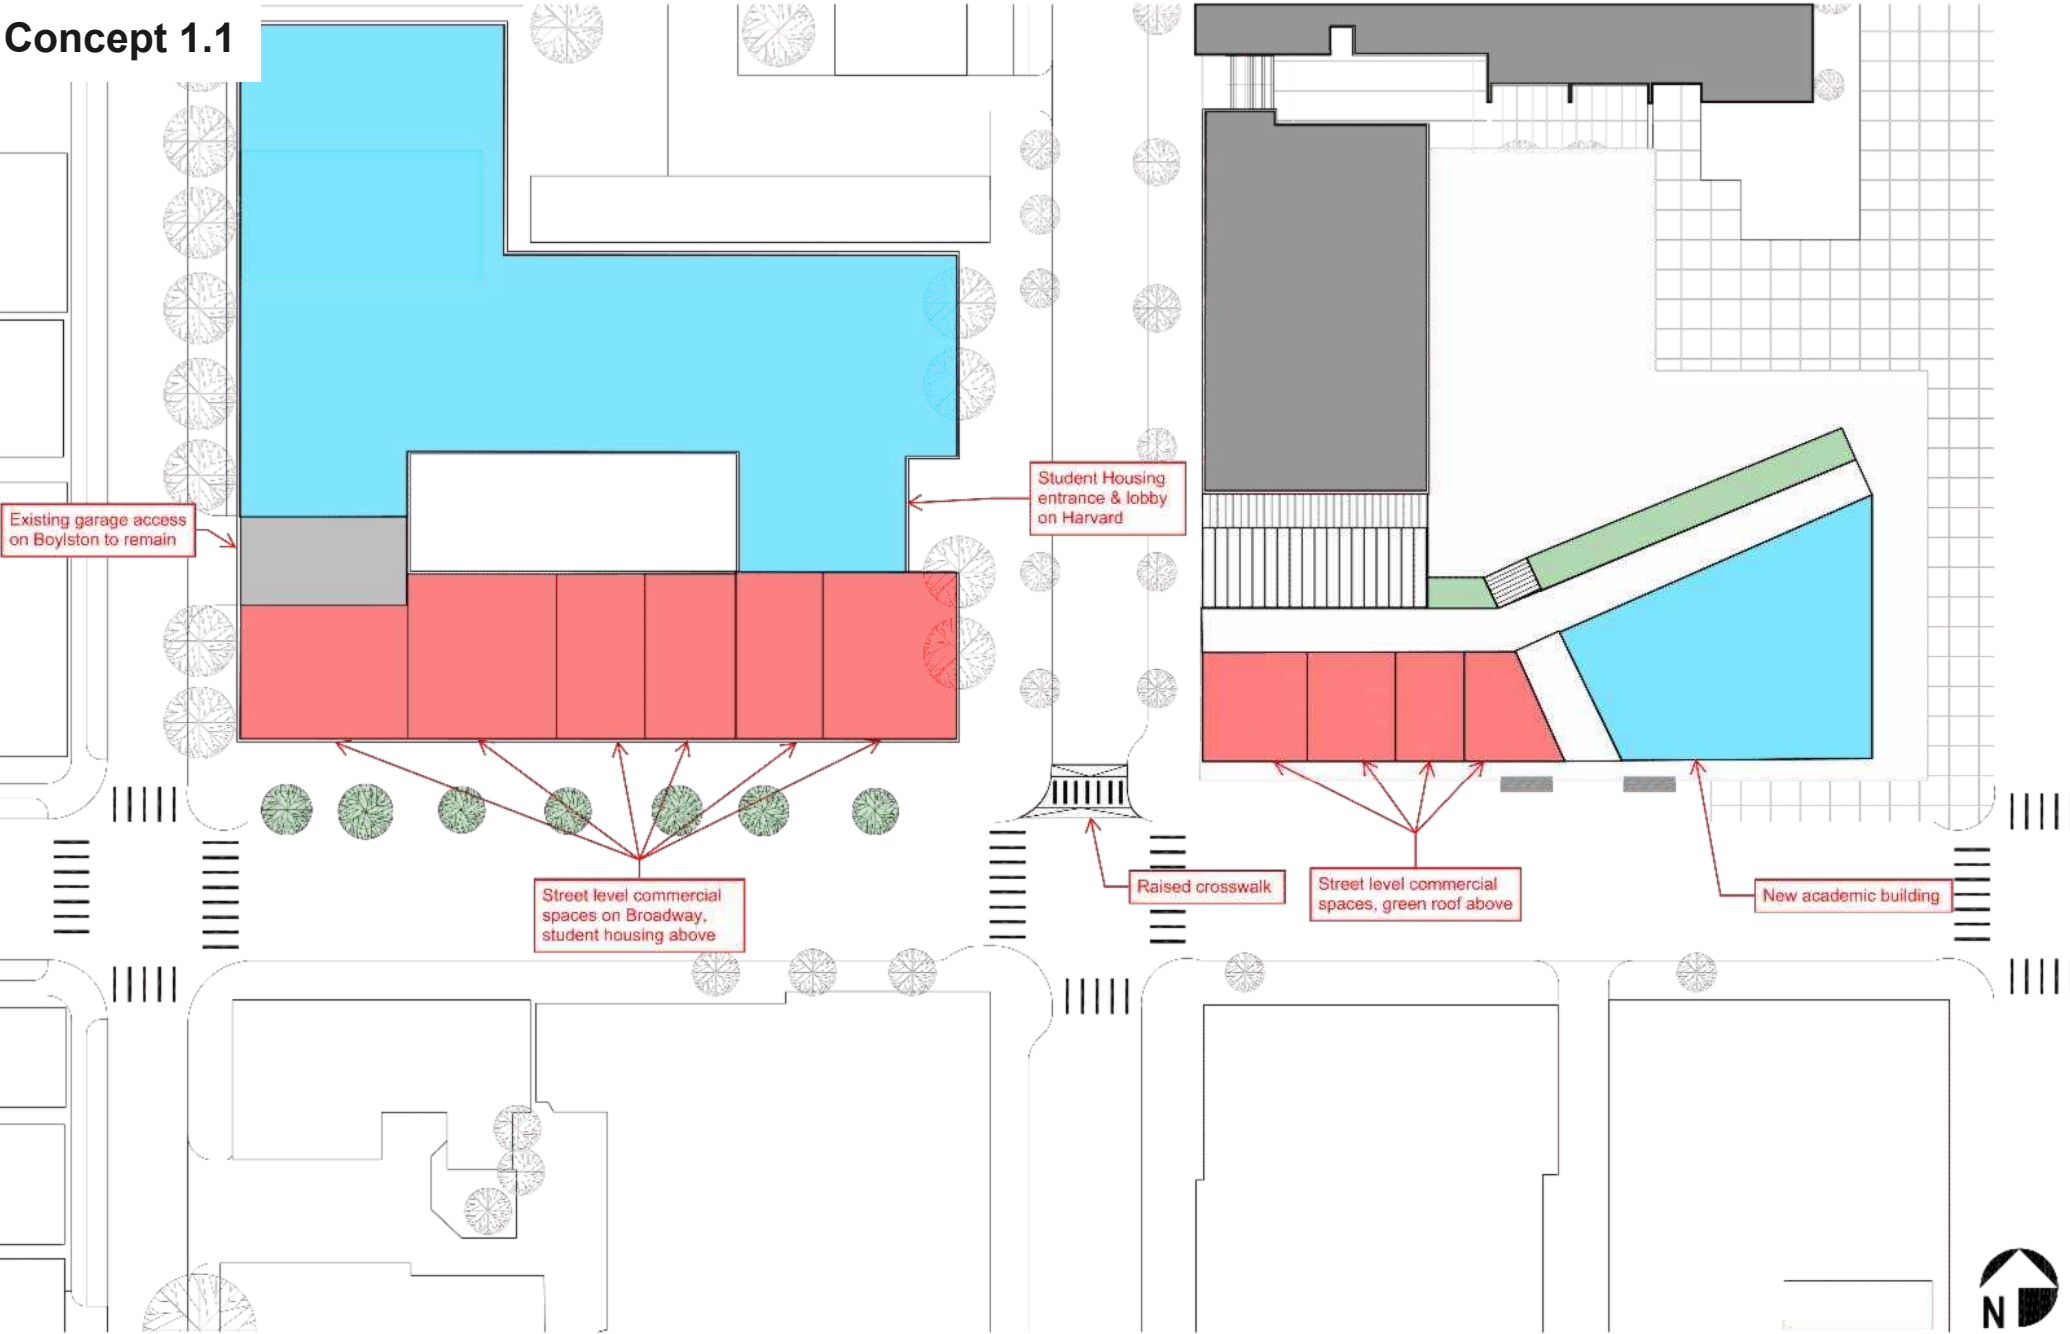 Concept 1.1
Existing garage access
on Boylston to remain
Student Housing
entrance & lobby
on Harvard
Street level commercial
spaces on Broadway,
student housing above
Raised crosswalk
Street level commercial
spaces, green roof above
New academic building
N